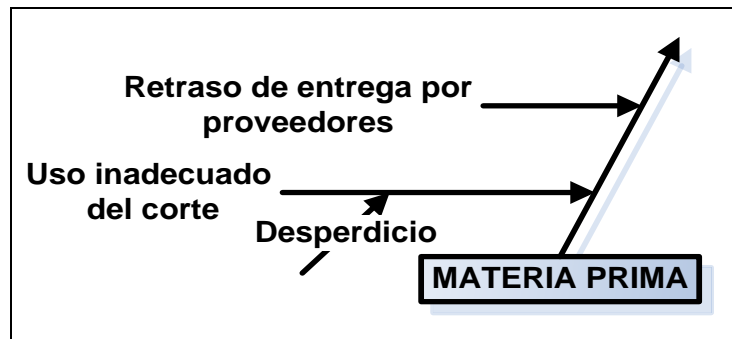 Retraso de entrega por
proveedores
Uso inadecuado
del corte
Desperdicio
MATERIA PRIMA